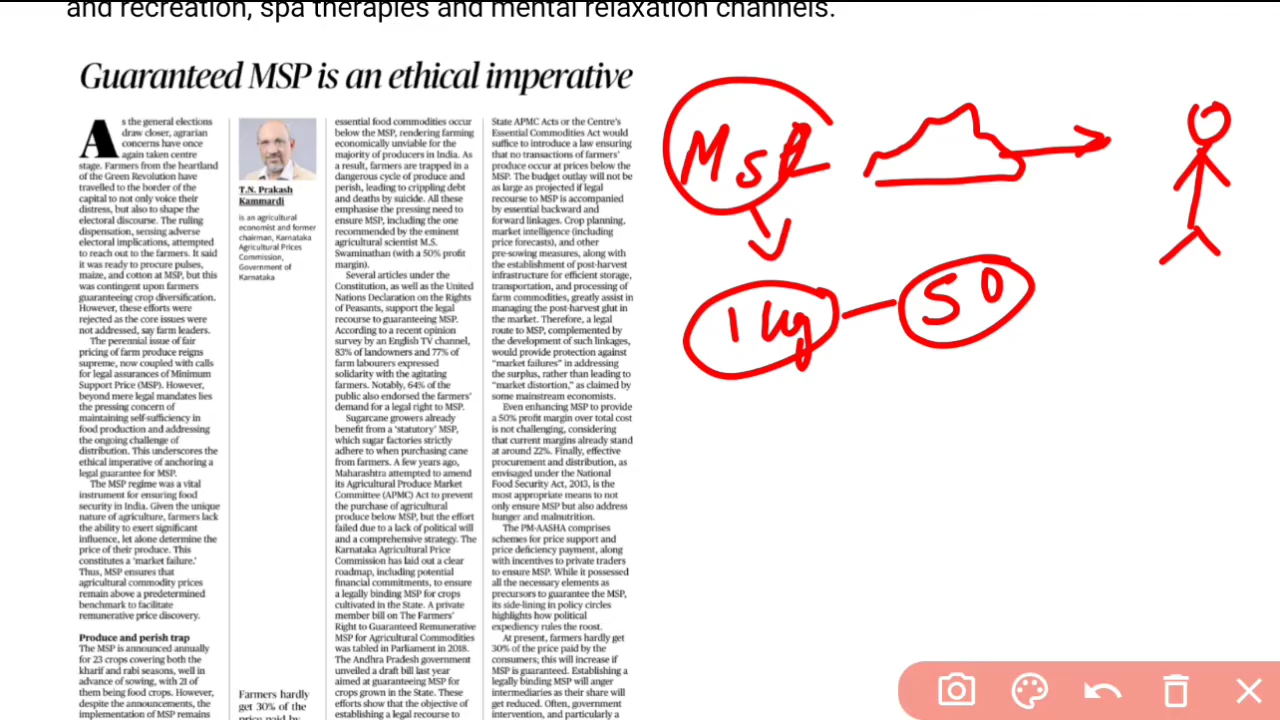 and recreation, spa therapies and mental relaxation channels.
Guaranteed MSP is an ethical imperative
As the general elections
draw closer, agrarian
concerns have once
again taken centre
stage. Farmers from the heartland
of the Green Revolution have
travelled to the border of the
capital to not only voice their
distress, but also to shape the
electoral discourse. The ruling
dispensation, sensing adverse
electoral implications, attempted
to reach out to the farmers. It said
it was ready to procure pulses,
maize, and cotton at MSP, but this
was contingent upon farmers
guaranteeing crop diversification.
However, these efforts were
rejected as the core issues were
not addressed, say farm leaders.
The perennial issue of fair
pricing of farm produce reigns
supreme, now coupled with calls
for legal assurances of Minimum
Support Price (MSP). However,
beyond mere legal mandates lies
the pressing concern of
maintaining self-sufficiency in
food production and addressing
the ongoing challenge of
distribution. This underscores the
ethical imperative of anchoring a
legal guarantee for MSP.
The MSP regime was a vital
instrument for ensuring food
security in India. Given the unique
nature of agriculture, farmers lack
the ability to exert significant
influence, let alone determine the
price of their produce. This
constitutes a ‘market failure.’
Thus, MSP ensures that
agricultural commodity prices
remain above a predetermined
benchmark to facilitate
remunerative price discovery.
Produce and perish trap
The MSP is announced annually
for 23 crops covering both the
kharif and rabi seasons, well in
advance of sowing, with 21 of
them being food crops. However,
despite the announcements, the
implementation of MSP remains
T.N. Prakash
Kammardi
is an agricultural
economist and former
chairman, Karnataka
Agricultural Prices
Commission,
Government of
Karnataka
Farmers hardly
get 30% of the
price paid by
essential food commodities occur
below the MSP, rendering farming
economically unviable for the
majority of producers in India. As
a result, farmers are trapped in a
dangerous cycle of produce and
perish, leading to crippling debt
and deaths by suicide. All these
emphasise the pressing need to
ensure MSP, including the one
recommended by the eminent
agricultural scientist M.S.
Swaminathan (with a 50% profit
margin).
Several articles under the
Constitution, as well as the United
Nations Declaration on the Rights
of Peasants, support the legal
recourse to guaranteeing MSP.
According to a recent opinion
survey by an English TV channel,
83% of landowners and 77% of
farm labourers expressed
solidarity with the agitating
farmers. Notably, 64% of the
public also endorsed the farmers’
demand for a legal right to MSP.
Sugarcane growers already
benefit from a ‘statutory’ MSP,
which sugar factories strictly
adhere to when purchasing cane
from farmers. A few years ago,
Maharashtra attempted to amend
its Agricultural Produce Market
Committee (APMC) Act to prevent
the purchase of agricultural
produce below MSP, but the effort
failed due to a lack of political will
and a comprehensive strategy. The
Karnataka Agricultural Price
Commission has laid out a clear
roadmap, including potential
financial commitments, to ensure
a legally binding MSP for crops
cultivated in the State. A private
member bill on The Farmers’
Right to Guaranteed Remunerative
MSP for Agricultural Commodities
was tabled in Parliament in 2018.
The Andhra Pradesh government
unveiled a draft bill last year
aimed at guaranteeing MSP for
crops grown in the State. These
efforts show that the objective of
establishing a legal recourse to
State APMC Acts or the Centre’s
Essential Commodities Act would
suffice to introduce a law ensuring
that no transactions of farmers’
produce occur at prices below the
MSP. The budget outlay will not be
as large as projected if legal
recourse to MSP is accompanied
by essential backward and
forward linkages. Crop planning,
market intelligence (including
price forecasts), and other
pre-sowing measures, along with
the establishment of post-harvest
infrastructure for efficient storage,
transportation, and processing of
farm commodities, greatly assist in
managing the post-harvest glut in
the market. Therefore, a legal
route to MSP, complemented by
the development of such linkages,
would provide protection against
“market failures” in addressing
the surplus, rather than leading to
“market distortion,” as claimed by
some mainstream economists.
Even enhancing MSP to provide
a 50% profit margin over total cost
is not challenging, considering
that current margins already stand
at around 22%. Finally, effective
procurement and distribution, as
envisaged under the National
Food Security Act, 2013, is the
most appropriate means to not
only ensure MSP but also address
hunger and malnutrition.
The PM-AASHA comprises
schemes for price support and
price deficiency payment, along
with incentives to private traders
to ensure MSP. While it possessed
all the necessary elements as
precursors to guarantee the MSP,
its side-lining in policy circles
highlights how political
expediency rules the roost.
At present, farmers hardly get
30% of the price paid by the
consumers; this will increase if
MSP is guaranteed. Establishing a
legally binding MSP will anger
intermediaries as their share will
get reduced. Often, government
intervention, and particularly a
MSP
1 kg
50